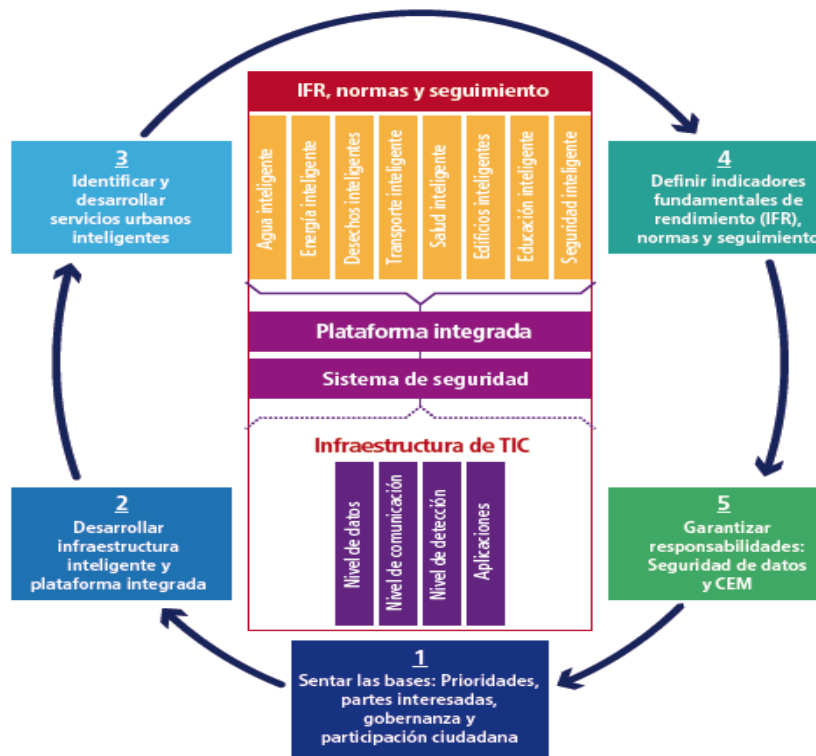 IFR, normas y seguimiento
Agua inteligente
Energía inteligente
Desechos inteligentes
Transporte inteligente
Salud inteligente
Edificios inteligentes
Educación inteligente
Seguridad inteligente
Plataforma integrada
Sistema de seguridad
Infraestructura de TIC
Nivel de datos
Nivel de comunicación
Nivel de detección
Aplicaciones
1
Sentar las bases: Prioridades,
partes interesadas,
gobernanza y
participación ciudadana
2
Desarrollar
infraestructura
inteligente y
plataforma integrada
3
Identificar y
desarrollar
servicios urbanos
inteligentes
4
Definir indicadores
fundamentales de
rendimiento (IFR),
normas y seguimiento
5
Garantizar
responsabilidades:
Seguridad de datos
y CEM